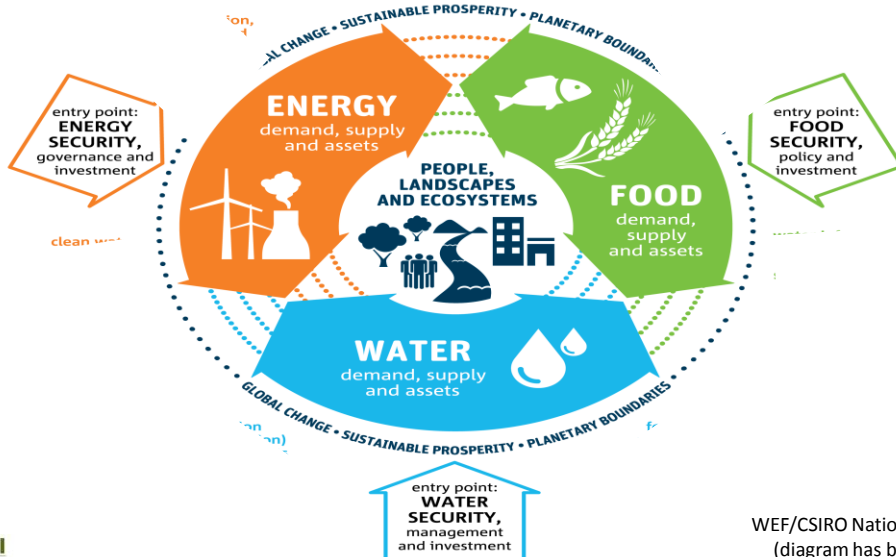 CHANGE • SUSTAINABLE PROSPERITY • PLANETARY
ENERGY
demand, supply
and assets
entry point:
ENERGY
SECURITY,
governance and
investment
entry point:
FOOD
SECURITY,
policy and
investment
PEOPLE,
LANDSCAPES
AND ECOSYSTEMS
FOOD
demand,
supply
and assets
clean
WATER
demand, supply
and assets
GLOBAL CHANGE • SUSTAINABLE PROSPERITY • PLANETARY BOUNDARIES
entry point:
WATER
SECURITY,
management
and investment
WEF/CSIRO
(diagram has